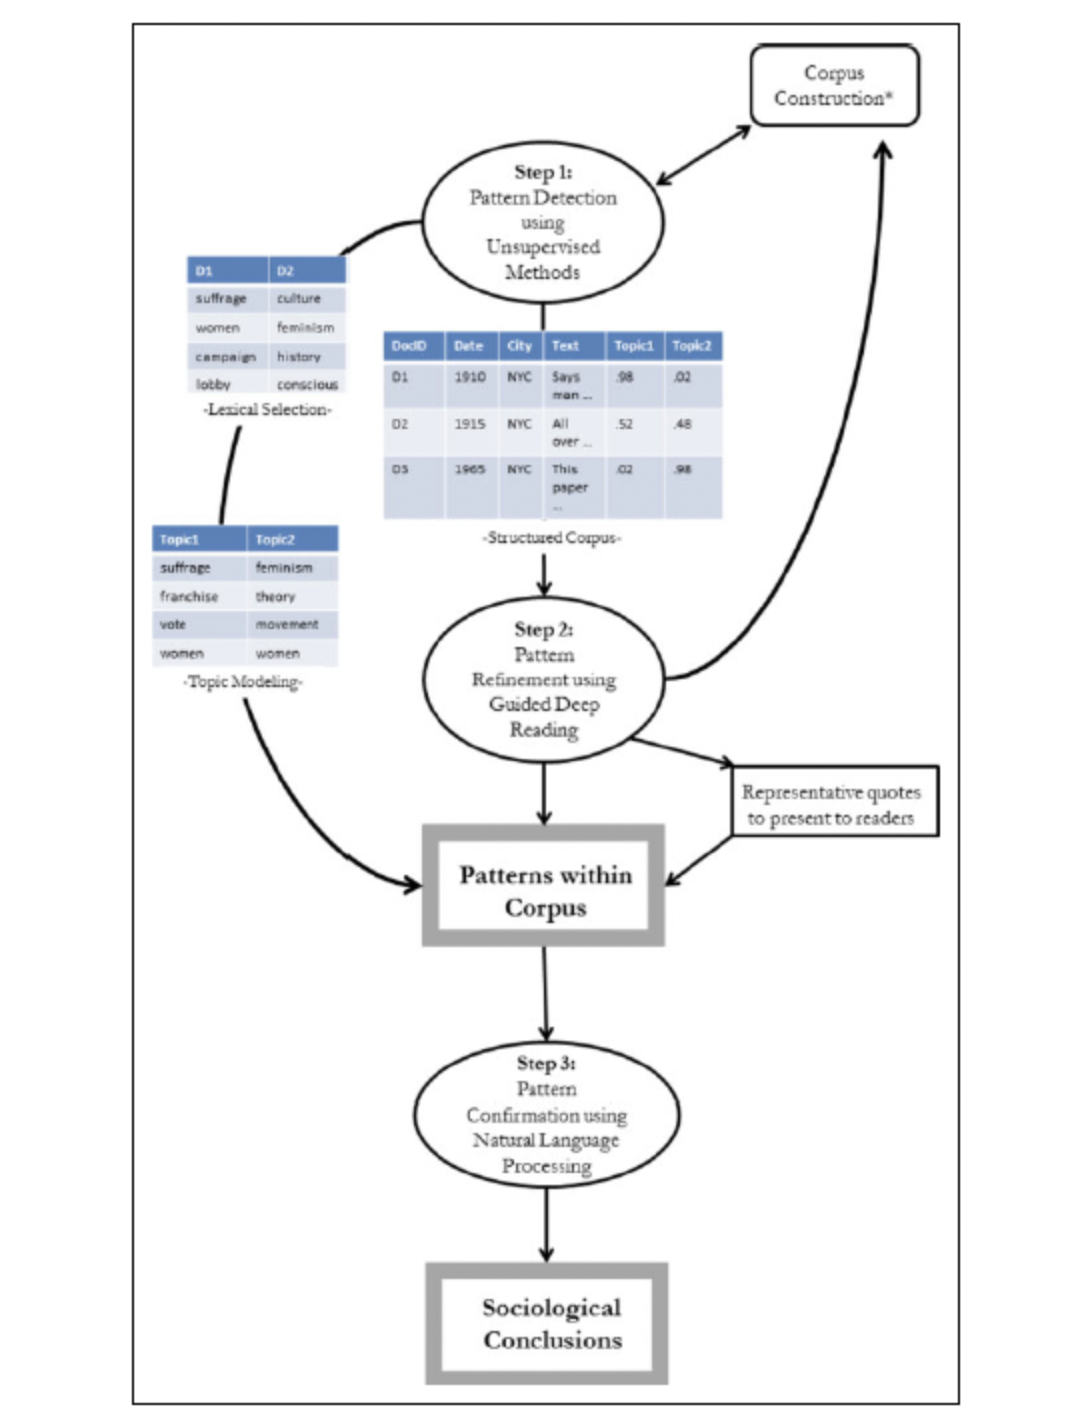 Corpus
Construction*
Step 1:
Pattern Detection
using
Unsupervised
Methods
D1 D2
suffrage culture
women feminism
campaign history
lobby conscious
-Lexical Selection-
DocID Date City Text Topic1 Topic2
D1 1910 NYC Says .98 .02
man ...
D2 1915 NYC All .52 .48
over ...
D3 1965 NYC This .02 .98
paper
...
-Structured Corpus-
Topic1 Topic2
suffrage feminism
franchise theory
vote movement
women women
-Topic Modeling-
Step 2:
Pattern
Refinement using
Guided Deep
Reading
Representative quotes
to present to readers
Patterns within
Corpus
Step 3:
Pattern
Confirmation using
Natural Language
Processing
Sociological
Conclusions